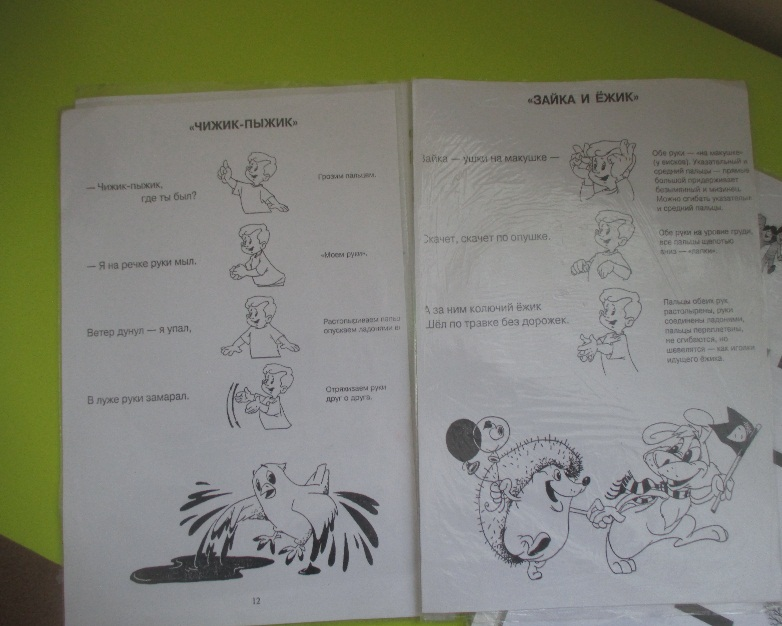 «ЧИЖИК-ПЫЖИК»
— Чижик-пыжик,
где ты был?
Грозим пальцем.
— Я на речке руки мыл.
«Моем руки».
Ветер дунул — я упал,
Растопыриваем
опускаем ладонями
В луже руки замарал.
Отряхиваем руки
друг о друга.
12
«ЗАЙКА И ЁЖИК»
Зайка — ушки на макушке —
Обе руки — «на макушке»
(у висков). Указательный и
средний пальцы — прямые
большой придерживает
безымянный и мизинец.
Можно сгибать указательный
и средний пальцы.
Скачет, скачет по опушке.
Обе руки на уровне груди,
все пальцы щепотью
вниз — «лапки».
А за ним колючий ёжик
Шёл по травке без дорожек.
Пальцы обеих рук
растопырены, руки
соединены ладонями,
пальцы переплетены,
не сгибаются, но
шевелятся — как иголки
идущего ёжика.